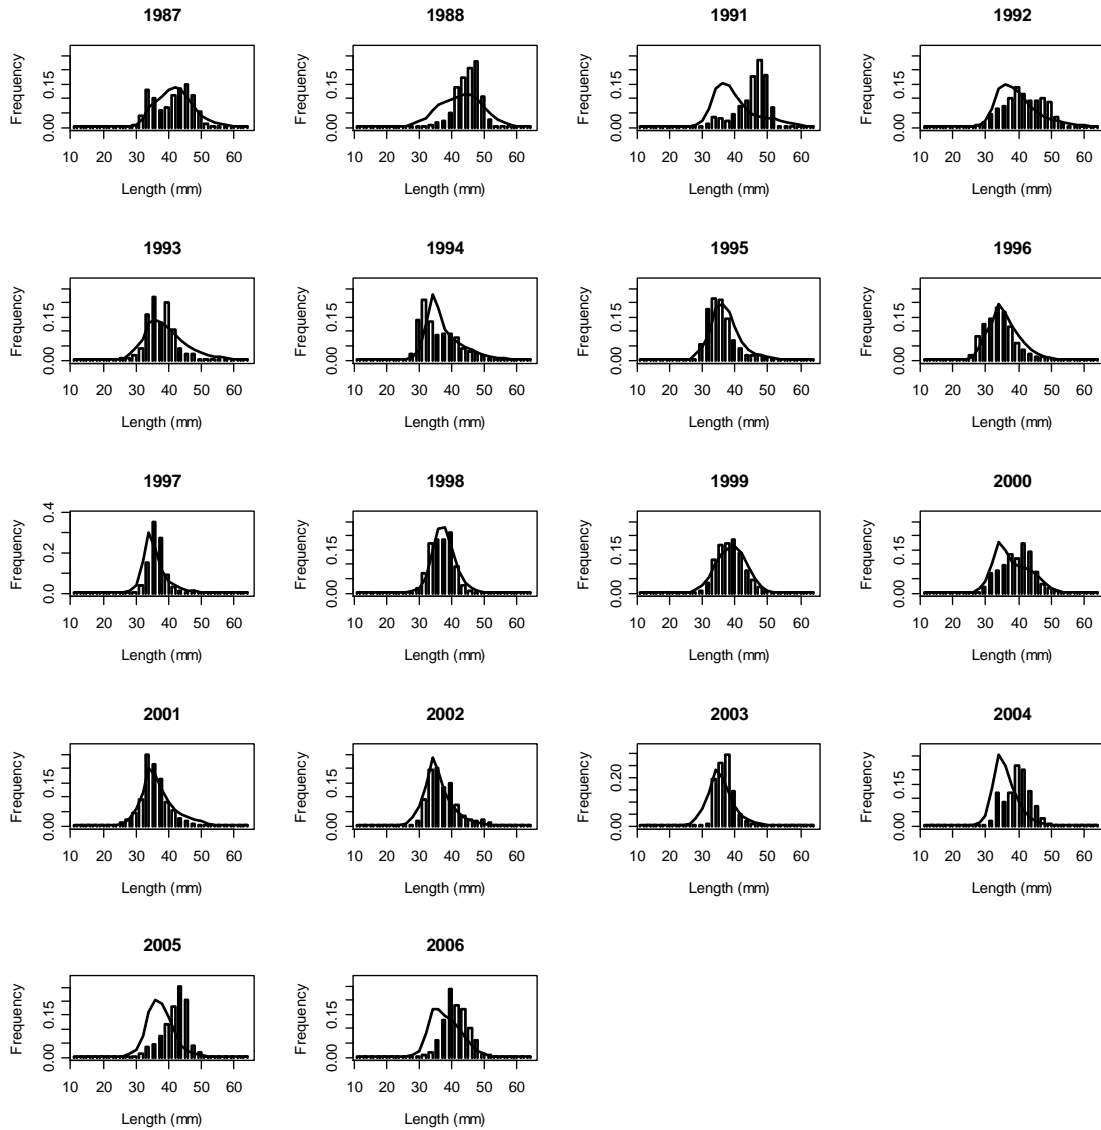 1987 1988 1991 1992
Frequency Frequency Frequency Frequency
0.00 0.15 0.00 0.15 0.00 0.15 0.00 0.15
10 20 30 40 50 60 10 20 30 40 50 60 10 20 30 40 50 60 10 20 30 40 50 60
Length (mm) Length (mm) Length (mm) Length (mm)
1993 1994 1995 1996
Frequency Frequency Frequency Frequency
0.00 0.15 0.00 0.15 0.00 0.15 0.00 0.15
10 20 30 40 50 60 10 20 30 40 50 60 10 20 30 40 50 60 10 20 30 40 50 60
Length (mm) Length (mm) Length (mm) Length (mm)
1997 1998 1999 2000
Frequency Frequency Frequency Frequency
0.0 0.2 0.4 0.00 0.15 0.00 0.15 0.00 0.15
10 20 30 40 50 60 10 20 30 40 50 60 10 20 30 40 50 60 10 20 30 40 50 60
Length (mm) Length (mm) Length (mm) Length (mm)
2001 2002 2003 2004
Frequency Frequency Frequency Frequency
0.00 0.15 0.00 0.15 0.00 0.20 0.00 0.15
10 20 30 40 50 60 10 20 30 40 50 60 10 20 30 40 50 60 10 20 30 40 50 60
Length (mm) Length (mm) Length (mm) Length (mm)
2005 2006
Frequency Frequency
0.00 0.15 0.00 0.15
10 20 30 40 50 60 10 20 30 40 50 60
Length (mm) Length (mm)